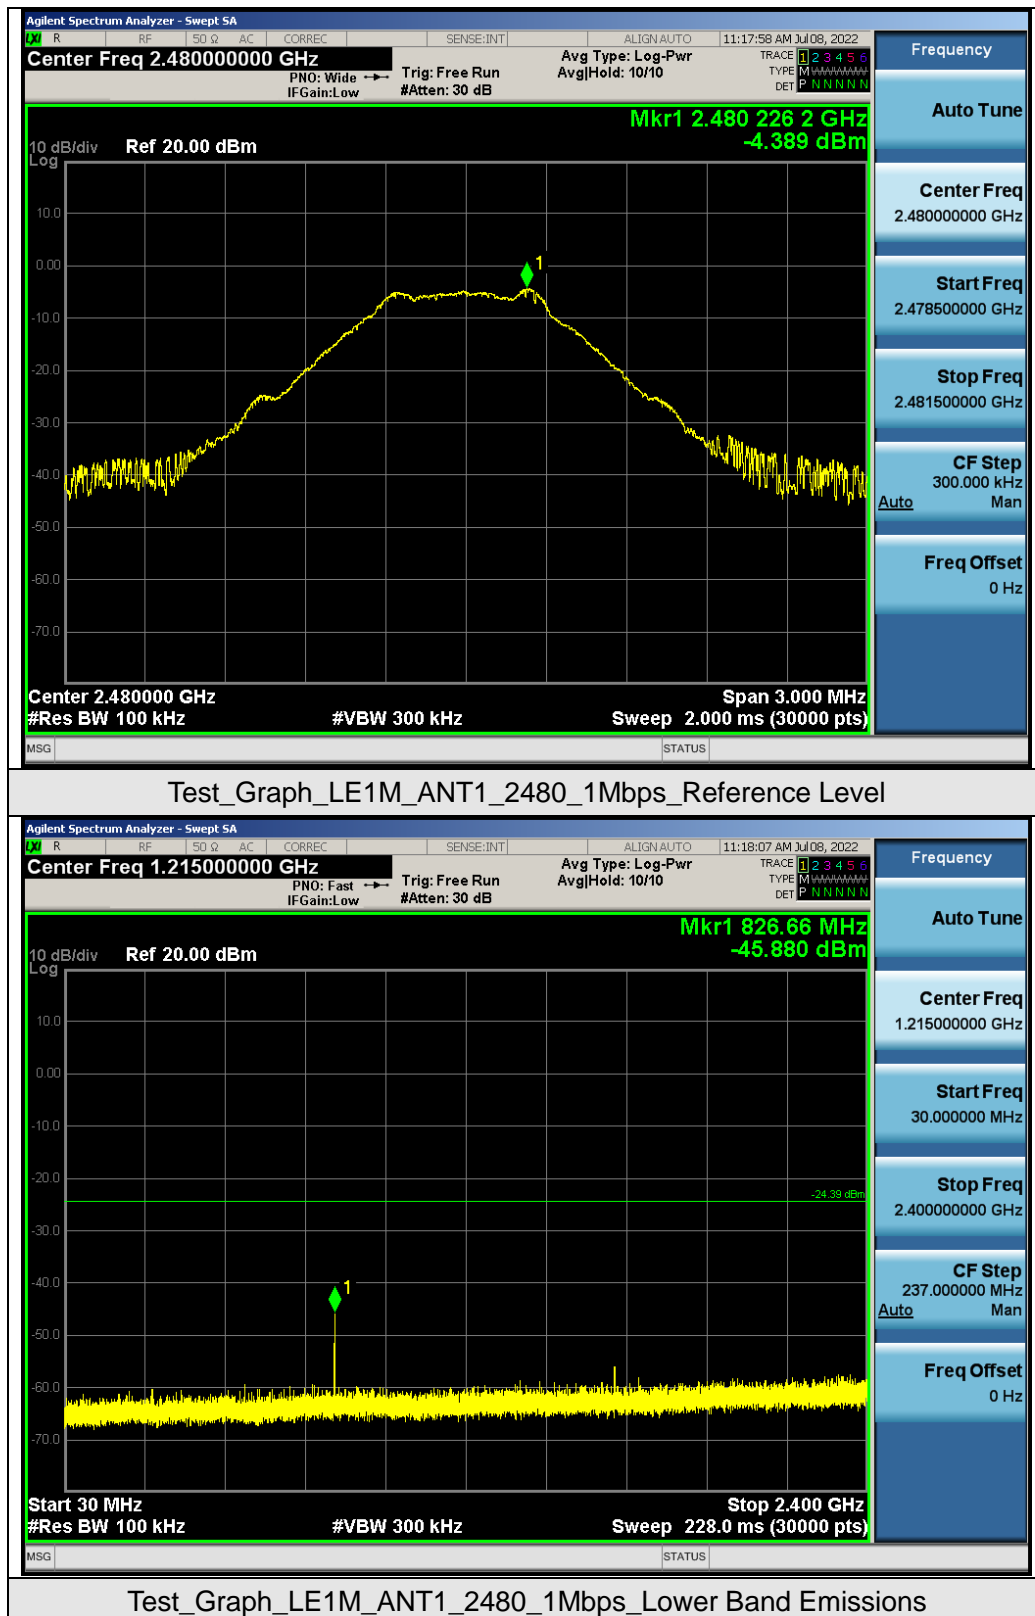 Agilent Spectrum Analyzer - Swept SA
LXI R RF 50 Ω AC CORREC SENSE:INT ALIGN AUTO 11:17:58 AM Jul 08, 2022
Center Freq 2.480000000 GHz
PNO: Wide
IFGain:Low
Trig: Free Run
#Atten: 30 dB
Avg Type: Log-Pwr
Avg|Hold: 10/10
TRACE 1 2 3 4 5 6
TYPE M WWWWW
DET P N N N N N
Mkr1 2.480 226 2 GHz
-4.389 dBm
10 dB/div Ref 20.00 dBm
Log
10.0
0.00
1
-10.0
-20.0
-30.0
-40.0
-50.0
-60.0
-70.0
Center 2.480000 GHz Span 3.000 MHz
#Res BW 100 kHz #VBW 300 kHz Sweep 2.000 ms (30000 pts)
MSG STATUS
Frequency
Auto Tune
Center Freq
2.480000000 GHz
Start Freq
2.478500000 GHz
Stop Freq
2.481500000 GHz
CF Step
300.000 kHz
Auto Man
Freq Offset
0 Hz
Test_Graph_LE1M_ANT1_2480_1Mbps_Reference Level
Agilent Spectrum Analyzer - Swept SA
LXI R RF 50 Ω AC CORREC SENSE:INT ALIGN AUTO 11:18:07 AM Jul 08, 2022
Center Freq 1.215000000 GHz
PNO: Fast
IFGain:Low
Trig: Free Run
#Atten: 30 dB
Avg Type: Log-Pwr
Avg|Hold: 10/10
TRACE 1 2 3 4 5 6
TYPE M WWWWW
DET P N N N N N
Mkr1 826.66 MHz
-45.880 dBm
10 dB/div Ref 20.00 dBm
Log
10.0
0.00
-10.0
-20.0
-24.39 dBm
-30.0
-40.0
1
-50.0
-60.0
-70.0
Start 30 MHz Stop 2.400 GHz
#Res BW 100 kHz #VBW 300 kHz Sweep 228.0 ms (30000 pts)
MSG STATUS
Frequency
Auto Tune
Center Freq
1.215000000 GHz
Start Freq
30.000000 MHz
Stop Freq
2.400000000 GHz
CF Step
237.000000 MHz
Auto Man
Freq Offset
0 Hz
Test_Graph_LE1M_ANT1_2480_1Mbps_Lower Band Emissions